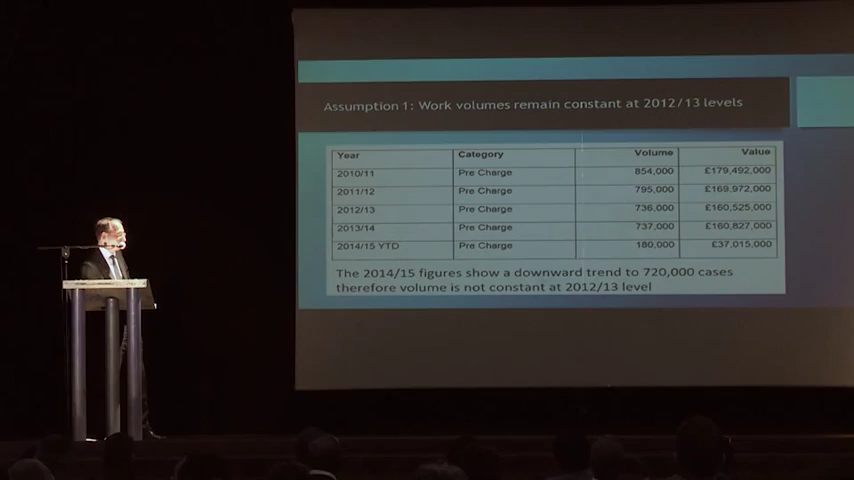 Assumption 1: Work volumes remain constant at 2012/13 levels
Year Category Volume Value
2010/11 Pre Charge 854,000 £179,492,000
2011/12 Pre Charge 795,000 £169,972,000
2012/13 Pre Charge 736,000 £160,525,000
2013/14 Pre Charge 737,000 £160,827,000
2014/15 YTD Pre Charge 180,000 £37,015,000
The 2014/15 figures show a downward trend to 720,000 cases
therefore volume is not constant at 2012/13 level